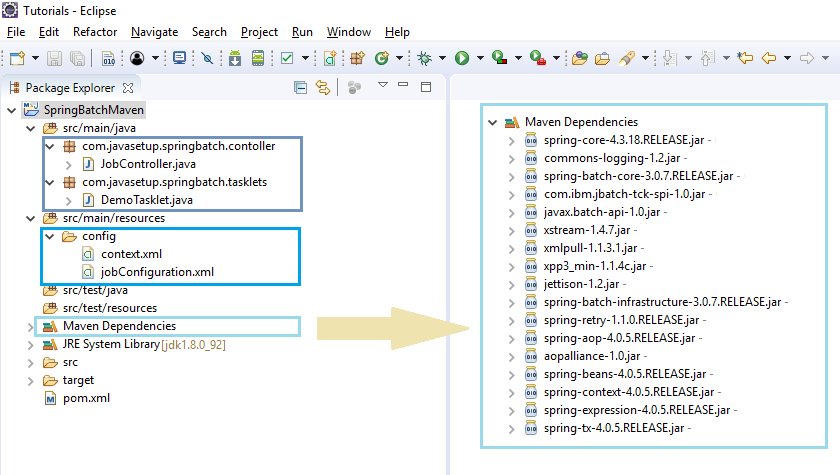 Tutorials - Eclipse
File Edit Refactor Navigate Search Project Run Window Help
Package Explorer
SpringBatchMaven
src/main/java
com.javasetup.springbatch.contoller
JobController.java
com.javasetup.springbatch.tasklets
DemoTasklet.java
src/main/resources
config
context.xml
jobConfiguration.xml
src/test/java
src/test/resources
Maven Dependencies
JRE System Library [jdk1.8.0_92]
src
target
pom.xml
Maven Dependencies
spring-core-4.3.18.RELEASE.jar -
commons-logging-1.2.jar -
spring-batch-core-3.0.7.RELEASE.jar -
com.ibm.jbatch-tck-spi-1.0.jar -
javax.batch-api-1.0.jar -
xstream-1.4.7.jar -
xmlpull-1.1.3.1.jar -
xpp3_min-1.1.4c.jar -
jettison-1.2.jar -
spring-batch-infrastructure-3.0.7.RELEASE.jar -
spring-retry-1.1.0.RELEASE.jar -
spring-aop-4.0.5.RELEASE.jar -
aopalliance-1.0.jar -
spring-beans-4.0.5.RELEASE.jar -
spring-context-4.0.5.RELEASE.jar -
spring-expression-4.0.5.RELEASE.jar -
spring-tx-4.0.5.RELEASE.jar -